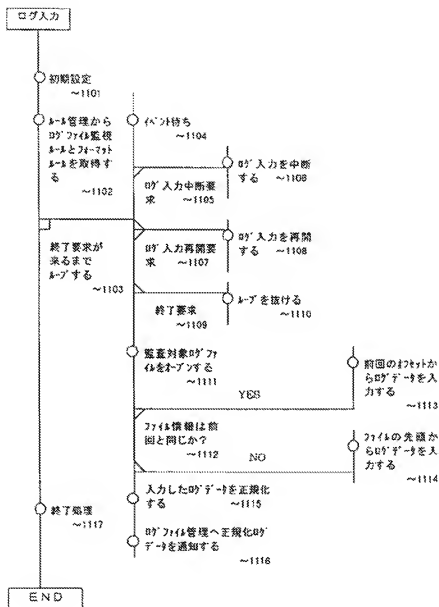 ログ入力
初期設定
~1101
ルール管理から
ログファイル監視
ルールとフォーマット
ルールを取得す
る
~1102
イベント待ち
~1104
ログ入力中断要
求 ~1105
ログ入力を中断
する ~1106
終了要求が
来るまで
ループする
~1103
ログ入力再開要
求 ~1107
ログ入力を再開
する ~1108
終了要求
~1109
ループを抜ける
~1110
監査対象ログファ
イルをオープンする
~1111
YES
前回のオフセットか
らログデータを入
力する
~1113
ファイル情報は前
回と同じか?
~1112
NO
ファイルの先頭か
らログデータを入
力する
~1114
入力したログデータを正規化
する ~1115
ログファイル管理へ正規化ログ
データを通知する
~1116
終了処理
~1117
END